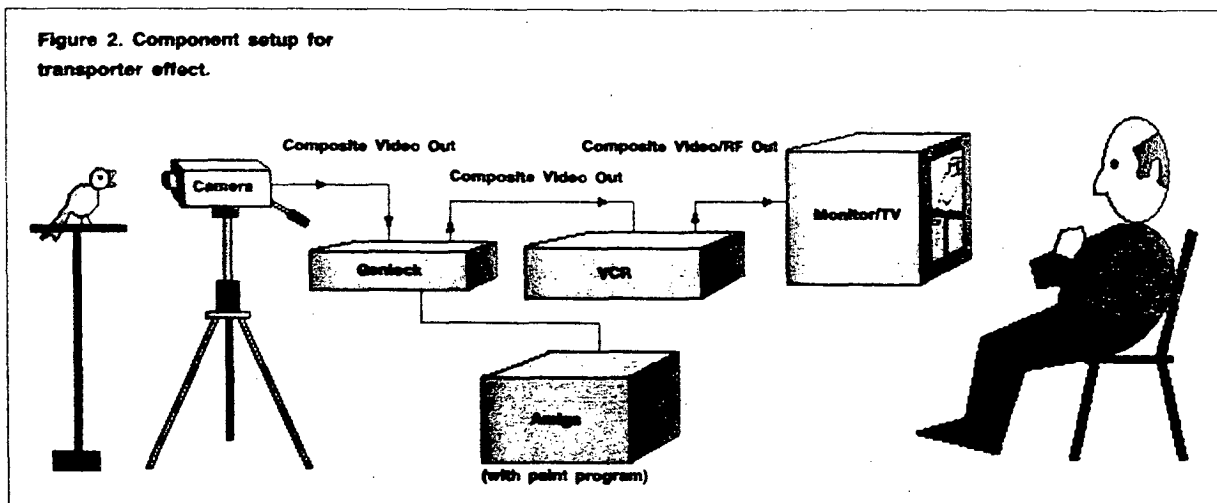 Figure 2. Component setup for
transporter effect.
Composite Video Out
Composite Video/RF Out
Composite Video Out
Camera
Monitor/TV
Genlock
VCR
Amiga
(with paint program)